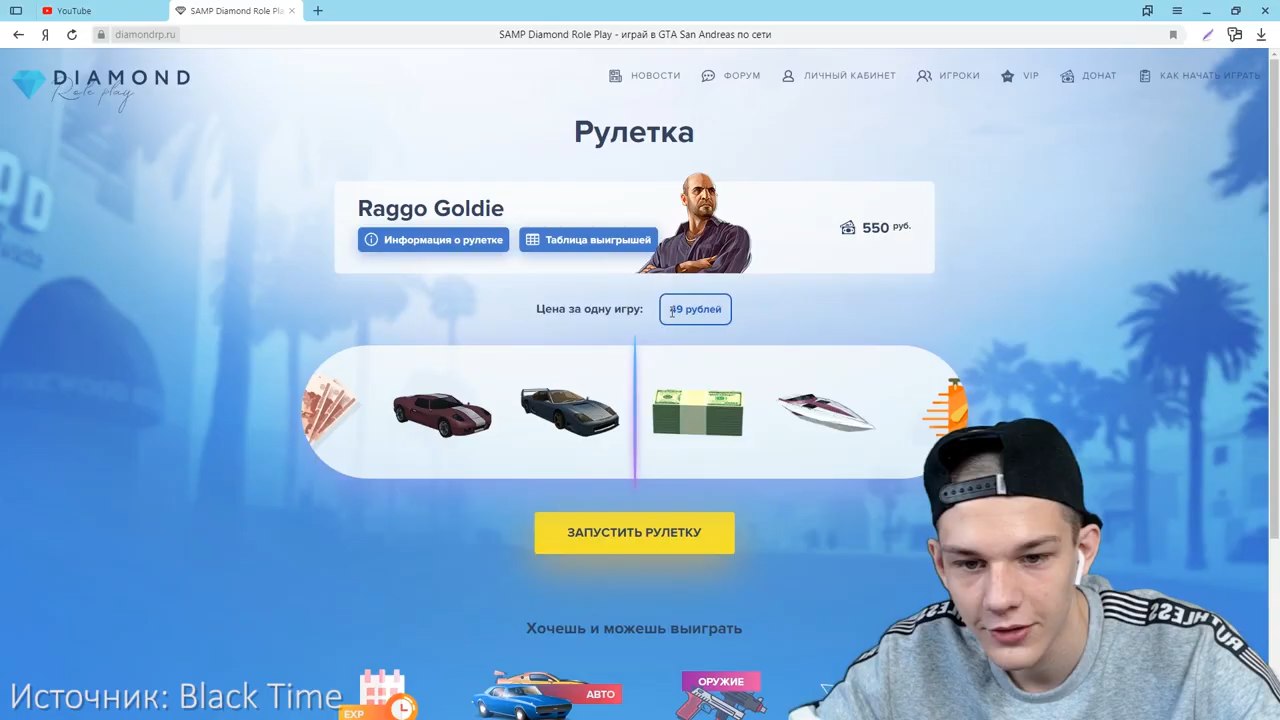 YouTube
SAMP Diamond Role Pla
diamondrp.ru
SAMP Diamond Role Play - играй в GTA San Andreas по сети
DIAMOND
Role play
НОВОСТИ
ФОРУМ
ЛИЧНЫЙ КАБИНЕТ
ИГРОКИ
VIP
ДОНАТ
КАК НАЧАТЬ ИГРАТЬ
Рулетка
Raggo Goldie
Информация о рулетке
Таблица выигрышей
550 руб.
Цена за одну игру:
49 рублей
ЗАПУСТИТЬ РУЛЕТКУ
Хочешь и можешь выиграть
EXP
АВТО
ОРУЖИЕ
RUTHLESS
Источник: Black Time